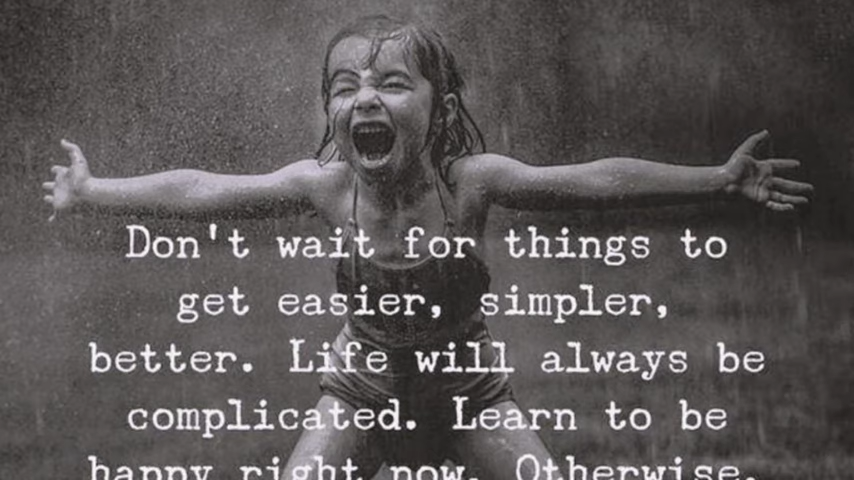 Don't wait for things to
get easier, simpler,
better. Life will always be
complicated. Learn to be
happy right now. Otherwise,